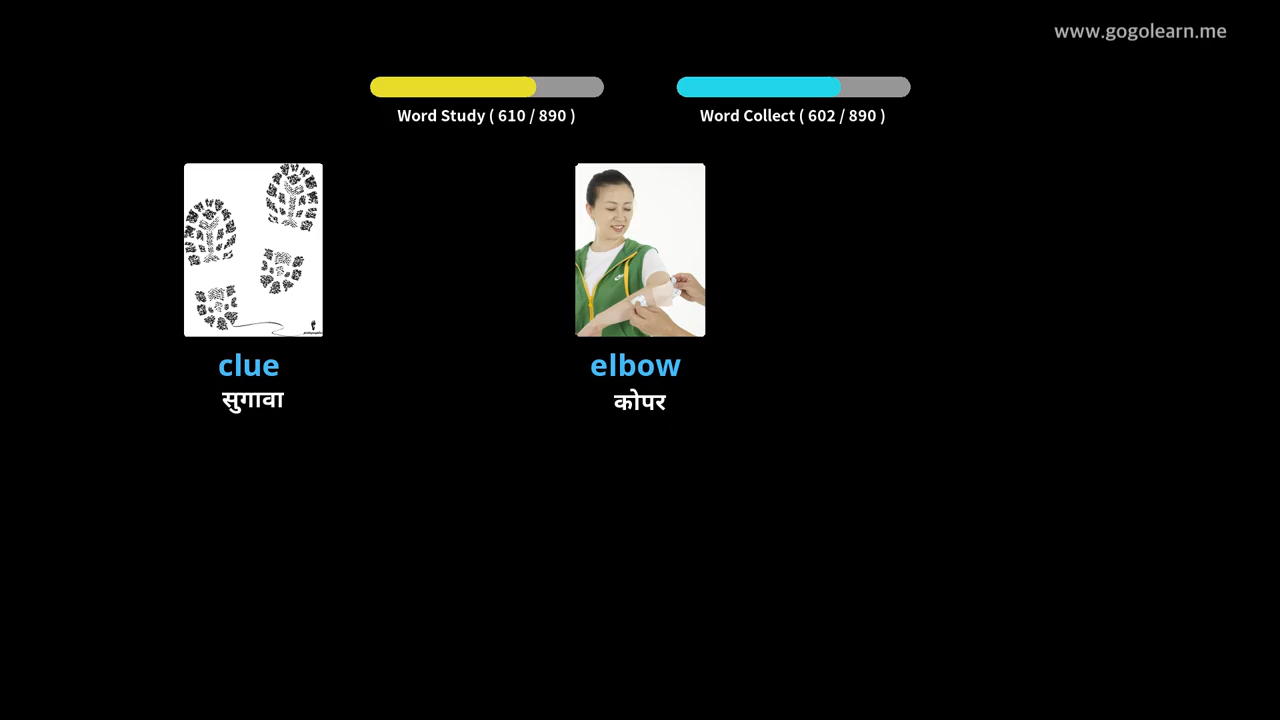 www.gogolearn.me
Word Study ( 610 / 890 )
Word Collect ( 602 / 890 )
clue
सुगावा
elbow
कोपर